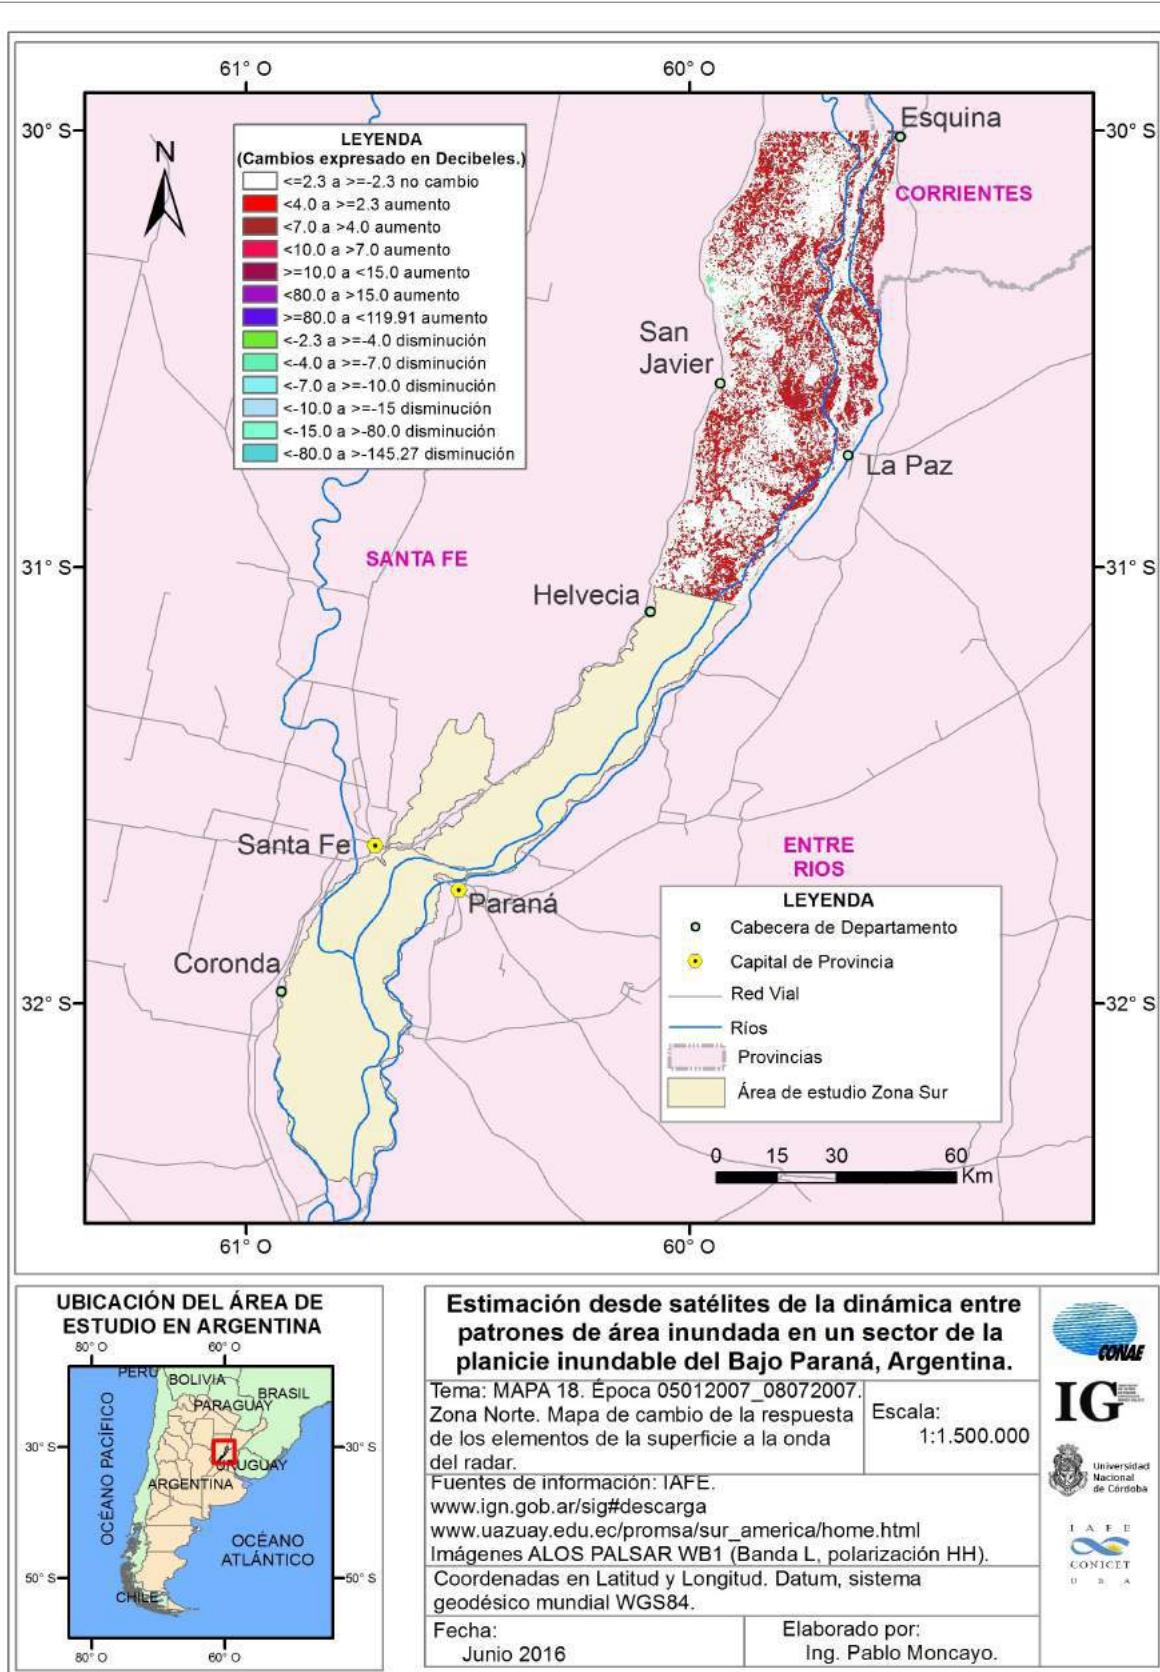 61° O
60° O
30° S
30° S
N
LEYENDA
(Cambios expresado en Decibeles.)
<=2.3 a >=-2.3 no cambio
<4.0 a >=2.3 aumento
<7.0 a >4.0 aumento
<10.0 a >7.0 aumento
>=10.0 a <15.0 aumento
<80.0 a >15.0 aumento
>=80.0 a <119.91 aumento
<-2.3 a >=-4.0 disminución
<-4.0 a >=-7.0 disminución
<-7.0 a >=-10.0 disminución
<-10.0 a >=-15 disminución
<-15.0 a >-80.0 disminución
<-80.0 a >-145.27 disminución
Esquina
CORRIENTES
San
Javier
La Paz
SANTA FE
31° S
31° S
Helvecia
Santa Fe
Paraná
ENTRE
RIOS
Coronda
32° S
32° S
LEYENDA
Cabecera de Departamento
Capital de Provincia
Red Vial
Ríos
Provincias
Área de estudio Zona Sur
0 15 30 60
Km
61° O
60° O
UBICACIÓN DEL ÁREA DE
ESTUDIO EN ARGENTINA
80° O
60° O
PERU
BOLIVIA
BRASIL
PARAGUAY
30° S
30° S
URUGUAY
ARGENTINA
OCÉANO PACÍFICO
OCÉANO
ATLÁNTICO
50° S
50° S
CHILE
80° O
60° O
Estimación desde satélites de la dinámica entre
patrones de área inundada en un sector de la
planicie inundable del Bajo Paraná, Argentina.
Tema: MAPA 18. Época 05012007_08072007.
Zona Norte. Mapa de cambio de la respuesta
de los elementos de la superficie a la onda
del radar.
Escala:
1:1.500.000
Fuentes de información: IAFE.
www.ign.gob.ar/sig#descarga
www.uazuay.edu.ec/promsa/sur_america/home.html
Imágenes ALOS PALSAR WB1 (Banda L, polarización HH).
Coordenadas en Latitud y Longitud. Datum, sistema
geodésico mundial WGS84.
Fecha:
Junio 2016
Elaborado por:
Ing. Pablo Moncayo.
CONAE
IG
Universidad
Nacional
de Córdoba
IAFE
CONICET
U B A